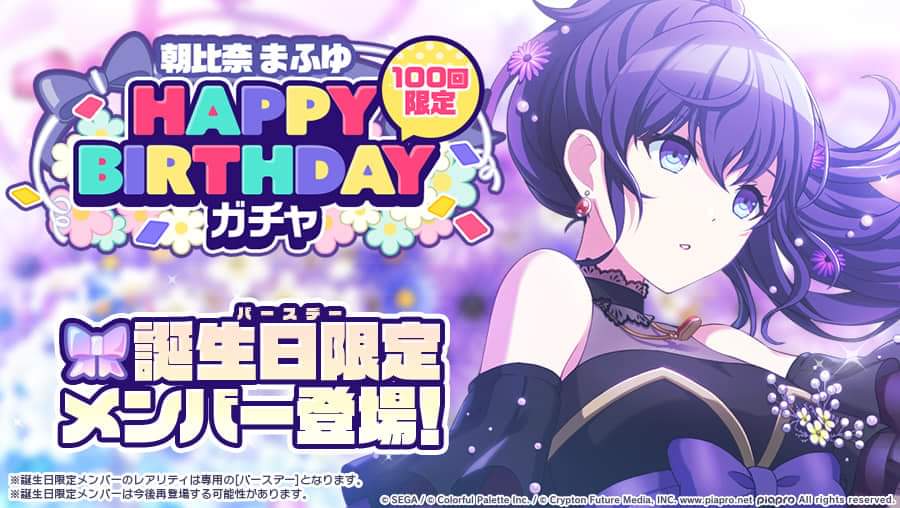 朝比奈 まふゆ
100回
限定
HAPPY
BIRTHDAY
ガチャ
バースデー
誕生日限定
メンバー登場!
※誕生日限定メンバーのレアリティは専用の[バースデー]となります。
※誕生日限定メンバーは今後再登場する可能性があります。
© SEGA / © Colorful Palette Inc. / © Crypton Future Media, INC. www.piapro.net piapro All rights reserved.